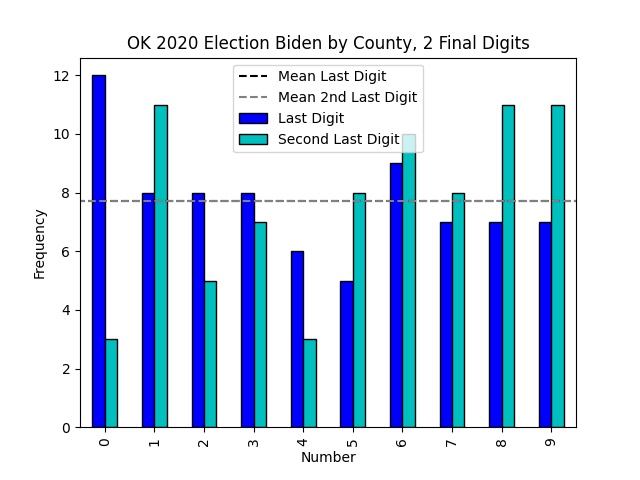 OK 2020 Election Biden by County, 2 Final Digits
Mean Last Digit
Mean 2nd Last Digit
Last Digit
Second Last Digit
12
10
8
6
4
2
0
Frequency
0 1 2 3 4 5 6 7 8 9
Number